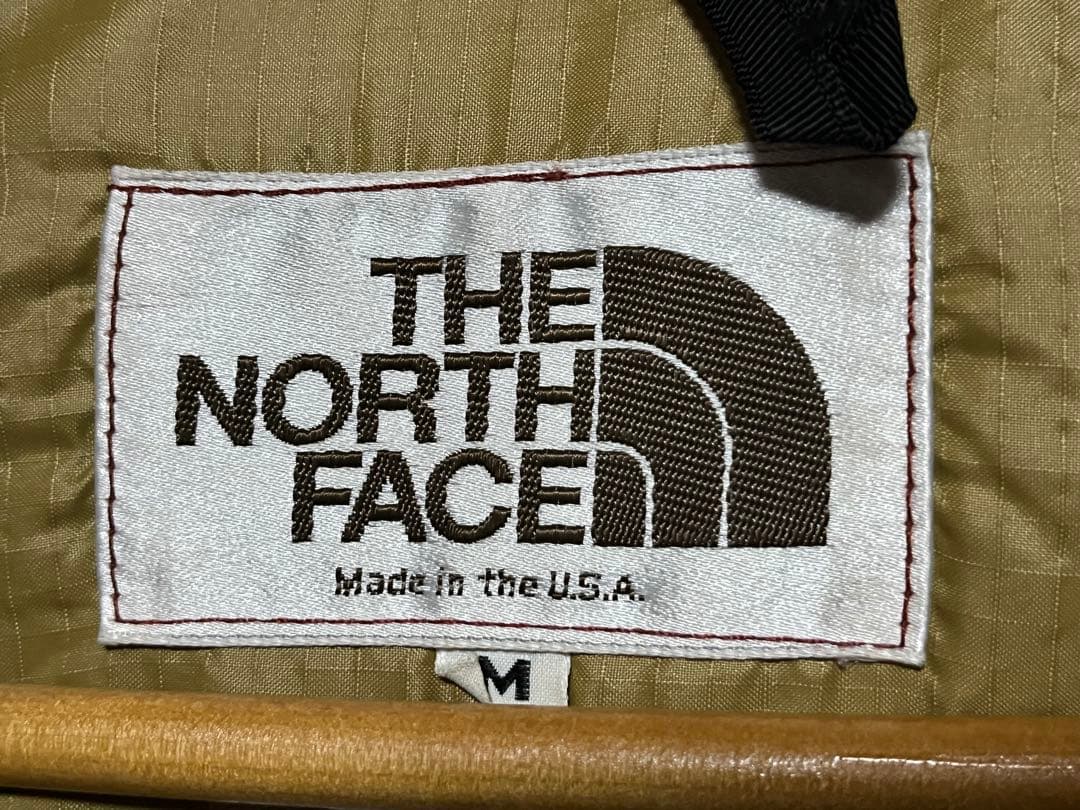 THE
NORTH
FACE
Made in the U.S.A.
M